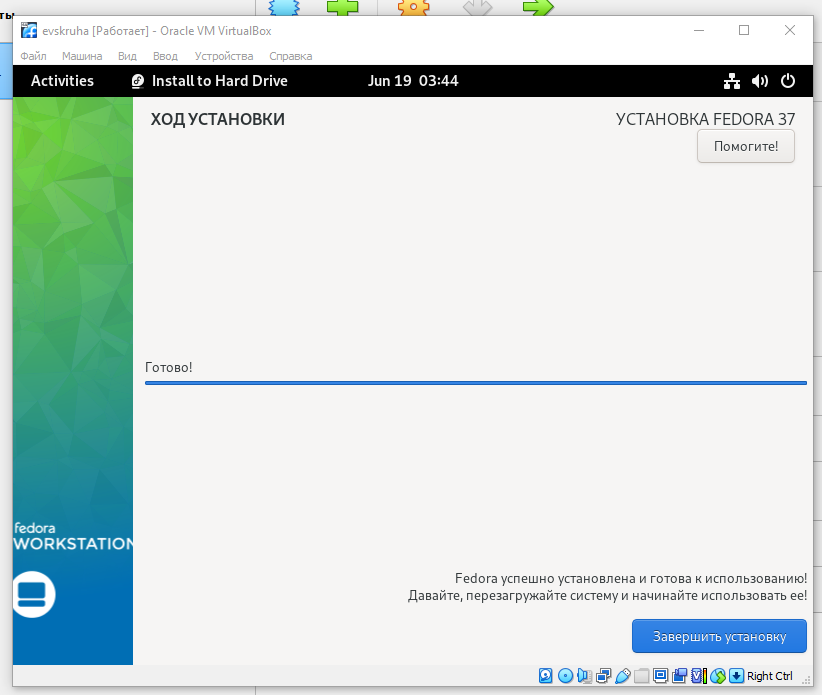 ты
evskruha [Работает] - Oracle VM VirtualBox
Файл Машина Вид Ввод Устройства Справка
Activities Install to Hard Drive Jun 19 03:44
ХОД УСТАНОВКИ
УСТАНОВКА FEDORA 37
Помогите!
Готово!
fedora
WORKSTATION
Fedora успешно установлена и готова к использованию!
Давайте, перезагружайте систему и начинайте использовать ее!
Завершить установку
Right Ctrl